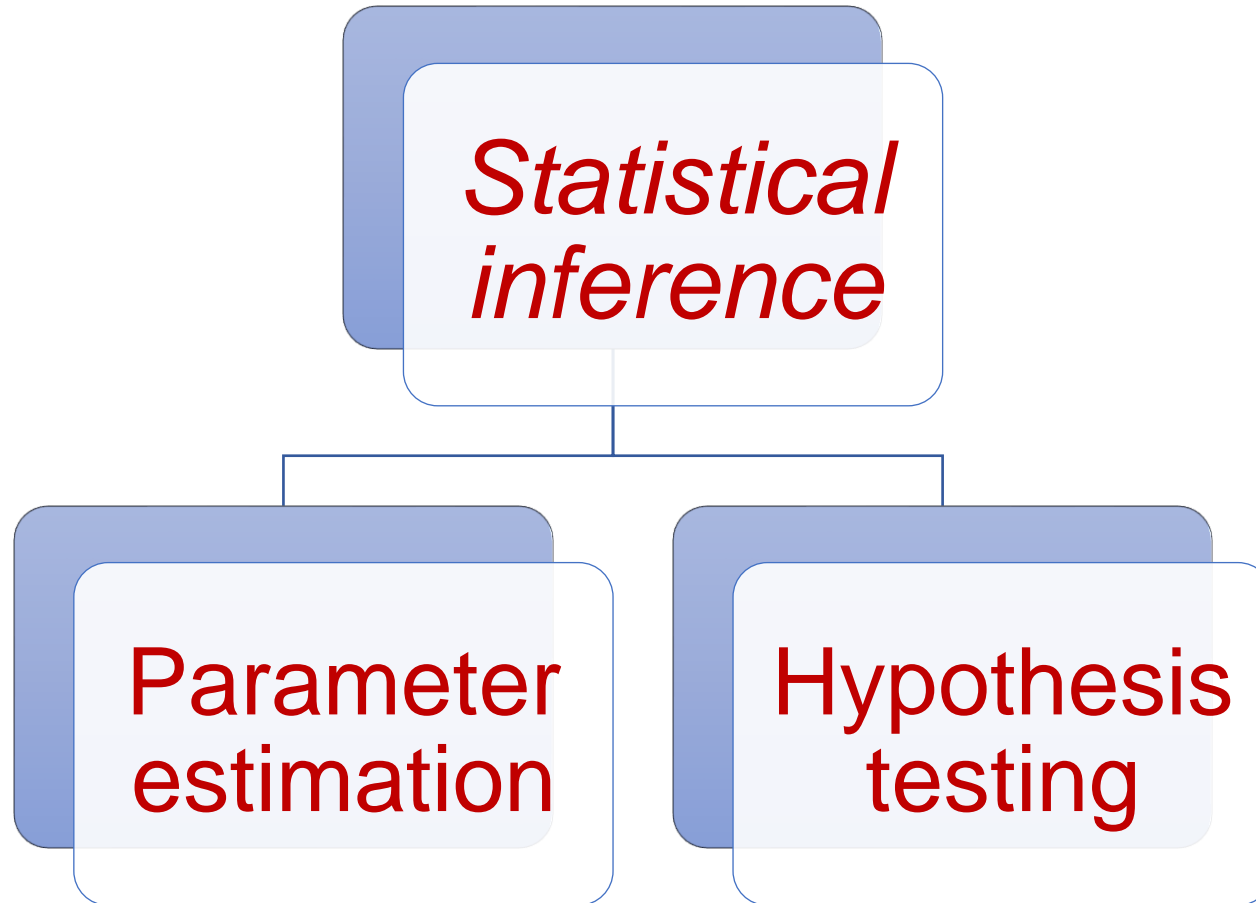 Statistical
inference
Parameter
estimation
Hypothesis
testing